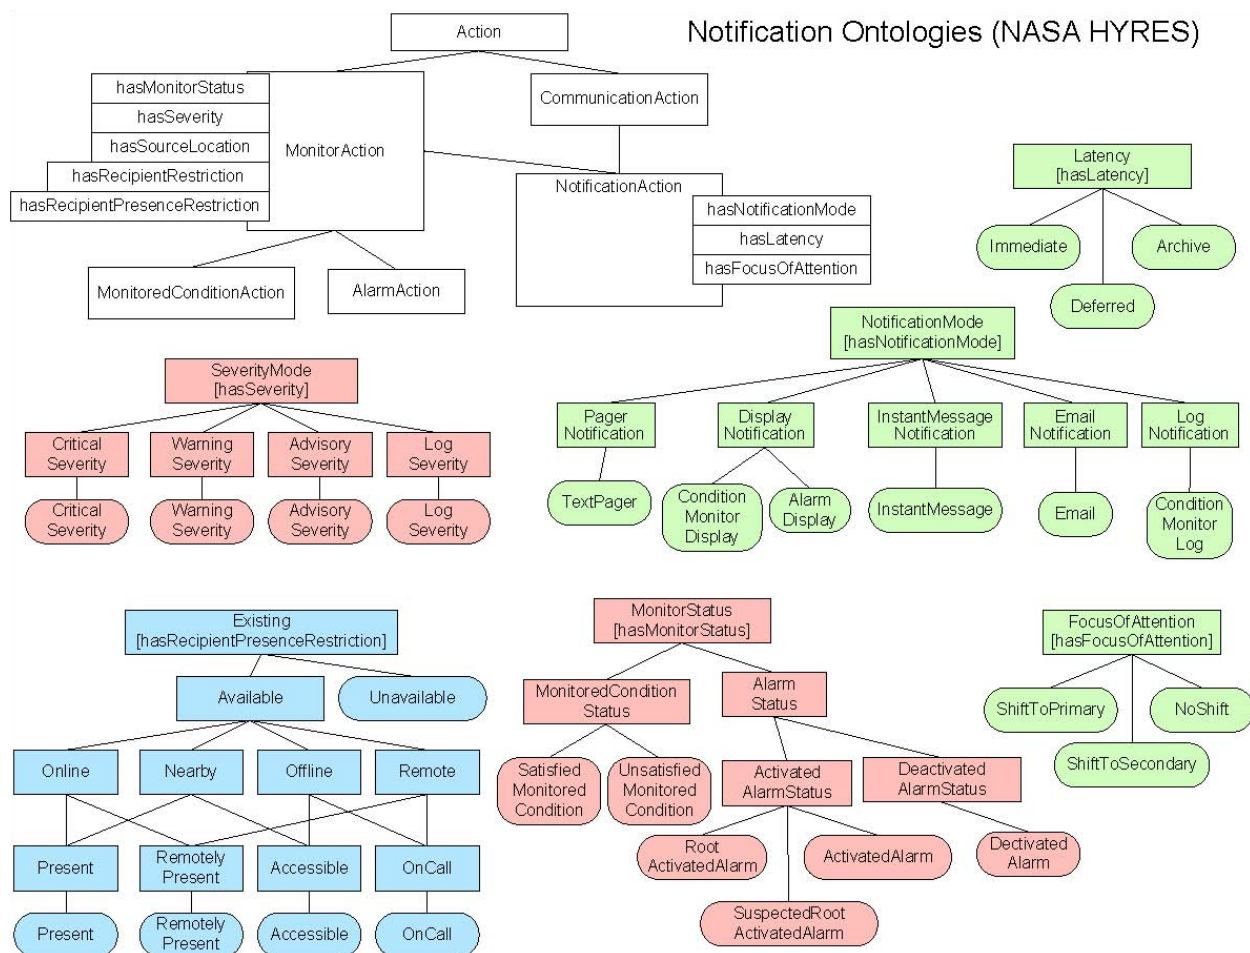 Notification Ontologies (NASA HYRES)
Action
hasMonitorStatus
hasSeverity
hasSourceLocation
hasRecipientRestriction
hasRecipientPresenceRestriction
MonitorAction
CommunicationAction
NotificationAction
hasNotificationMode
hasLatency
hasFocusOfAttention
MonitoredConditionAction
AlarmAction
Latency
[hasLatency]
Immediate
Archive
Deferred
NotificationMode
[hasNotificationMode]
Pager
Notification
Display
Notification
InstantMessage
Notification
Email
Notification
Log
Notification
TextPager
Condition
Monitor
Display
Alarm
Display
InstantMessage
Email
Condition
Monitor
Log
SeverityMode
[hasSeverity]
Critical
Severity
Warning
Severity
Advisory
Severity
Log
Severity
Critical
Severity
Warning
Severity
Advisory
Severity
Log
Severity
Existing
[hasRecipientPresenceRestriction]
Available
Unavailable
Online
Nearby
Offline
Remote
Present
Remotely
Present
Accessible
OnCall
Present
Remotely
Present
Accessible
OnCall
MonitorStatus
[hasMonitorStatus]
MonitoredCondition
Status
Alarm
Status
Satisfied
Monitored
Condition
Unsatisfied
Monitored
Condition
Activated
AlarmStatus
Deactivated
AlarmStatus
Root
ActivatedAlarm
ActivatedAlarm
Dectivated
Alarm
SuspectedRoot
ActivatedAlarm
FocusOfAttention
[hasFocusOfAttention]
ShiftToPrimary
NoShift
ShiftToSecondary